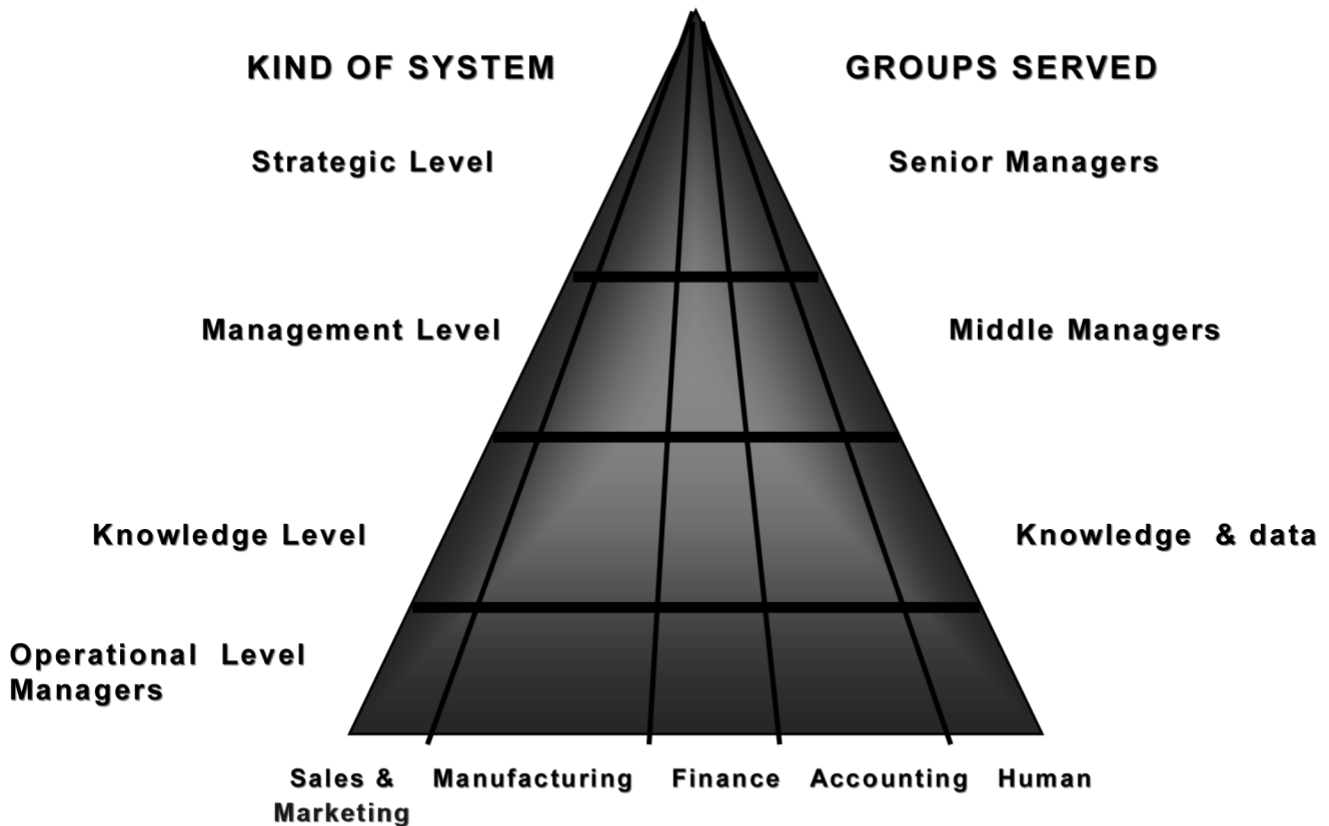 KIND OF SYSTEM
GROUPS SERVED
Strategic Level
Senior Managers
Management Level
Middle Managers
Knowledge Level
Knowledge & data
Operational Level
Managers
Sales &
Marketing
Manufacturing
Finance
Accounting
Human